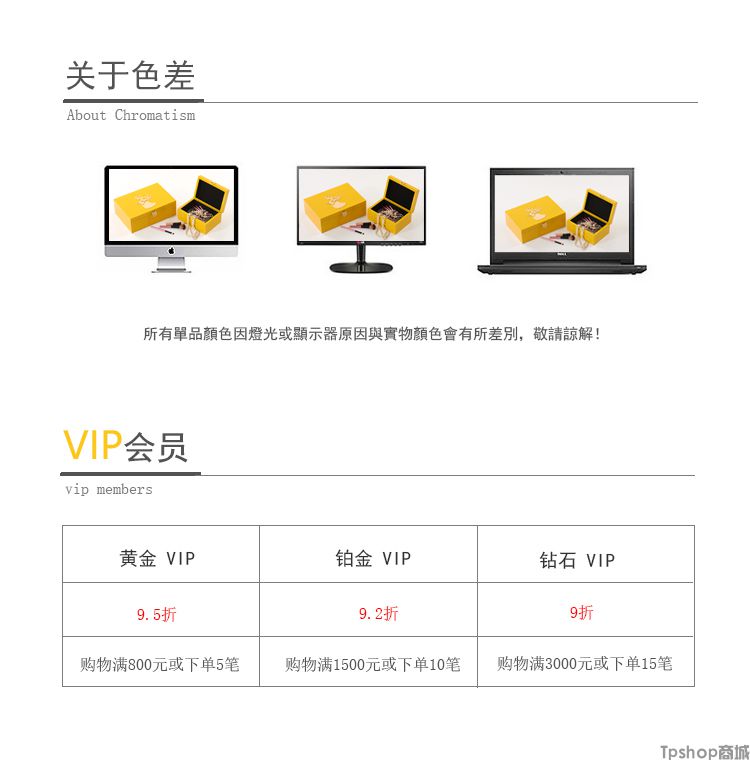 关于色差
About Chromatism
DELL
所有單品顏色因燈光或顯示器原因與實物顏色會有所差別，敬請諒解！
VIP会员
vip members
黄金 VIP
铂金 VIP
钻石 VIP
9.5折
9.2折
9折
购物满800元或下单5笔
购物满1500元或下单10笔
购物满3000元或下单15笔
Tpshop商城